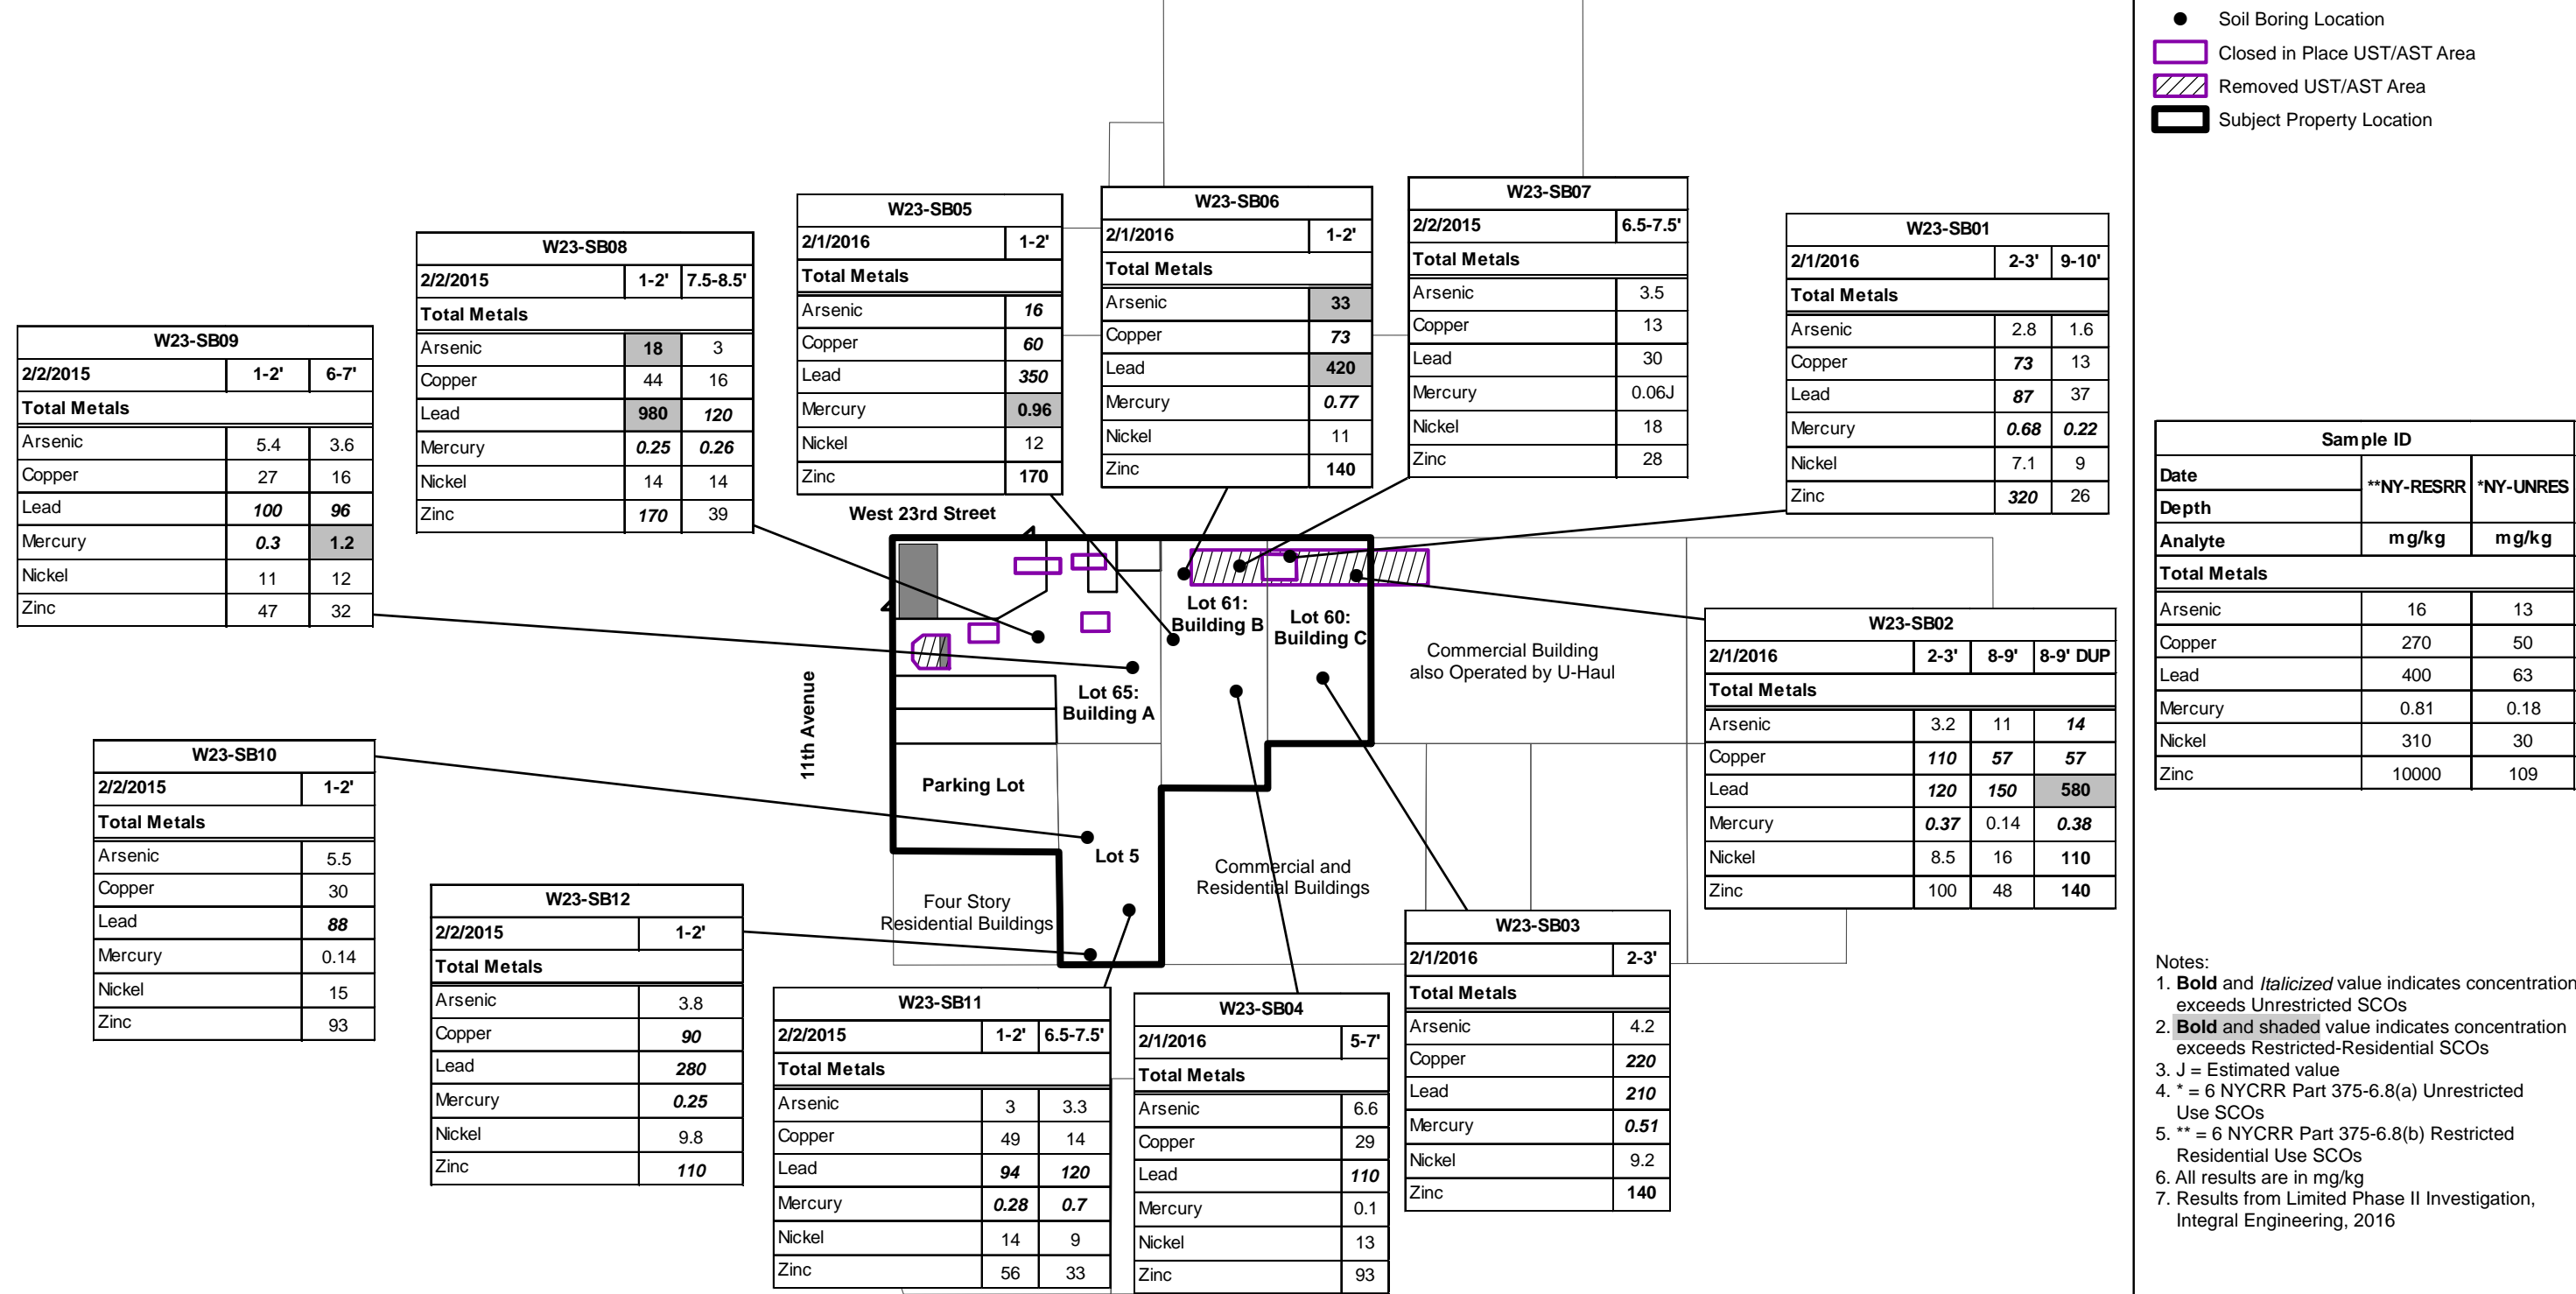 Soil Boring Location
Closed in Place UST/AST Area
Removed UST/AST Area
Subject Property Location
W23-SB09
2/2/2015 1-2' 6-7'
Total Metals
Arsenic 5.4 3.6
Copper 27 16
Lead 100 96
Mercury 0.3 1.2
Nickel 11 12
Zinc 47 32
W23-SB08
2/2/2015 1-2' 7.5-8.5'
Total Metals
Arsenic 18 3
Copper 44 16
Lead 980 120
Mercury 0.25 0.26
Nickel 14 14
Zinc 170 39
W23-SB05
2/1/2016 1-2'
Total Metals
Arsenic 16
Copper 60
Lead 350
Mercury 0.96
Nickel 12
Zinc 170
W23-SB06
2/1/2016 1-2'
Total Metals
Arsenic 33
Copper 73
Lead 420
Mercury 0.77
Nickel 11
Zinc 140
W23-SB07
2/2/2015 6.5-7.5'
Total Metals
Arsenic 3.5
Copper 13
Lead 30
Mercury 0.06J
Nickel 18
Zinc 28
W23-SB01
2/1/2016 2-3' 9-10'
Total Metals
Arsenic 2.8 1.6
Copper 73 13
Lead 87 37
Mercury 0.68 0.22
Nickel 7.1 9
Zinc 320 26
West 23rd Street
11th Avenue
Lot 61:
Building B
Lot 60:
Building C
Lot 65:
Building A
Commercial Building
also Operated by U-Haul
Parking Lot
Lot 5
Four Story
Residential Buildings
Commercial and
Residential Buildings
W23-SB02
2/1/2016 2-3' 8-9' 8-9' DUP
Total Metals
Arsenic 3.2 11 14
Copper 110 57 57
Lead 120 150 580
Mercury 0.37 0.14 0.38
Nickel 8.5 16 110
Zinc 100 48 140
W23-SB10
2/2/2015 1-2'
Total Metals
Arsenic 5.5
Copper 30
Lead 88
Mercury 0.14
Nickel 15
Zinc 93
W23-SB12
2/2/2015 1-2'
Total Metals
Arsenic 3.8
Copper 90
Lead 280
Mercury 0.25
Nickel 9.8
Zinc 110
W23-SB11
2/2/2015 1-2' 6.5-7.5'
Total Metals
Arsenic 3 3.3
Copper 49 14
Lead 94 120
Mercury 0.28 0.7
Nickel 14 9
Zinc 56 33
W23-SB04
2/1/2016 5-7'
Total Metals
Arsenic 6.6
Copper 29
Lead 110
Mercury 0.1
Nickel 13
Zinc 93
W23-SB03
2/1/2016 2-3'
Total Metals
Arsenic 4.2
Copper 220
Lead 210
Mercury 0.51
Nickel 9.2
Zinc 140
Sample ID
Date **NY-RESRR *NY-UNRES
Depth
Analyte mg/kg mg/kg
Total Metals
Arsenic 16 13
Copper 270 50
Lead 400 63
Mercury 0.81 0.18
Nickel 310 30
Zinc 10000 109
Notes:
1. Bold and Italicized value indicates concentration
exceeds Unrestricted SCOs
2. Bold and shaded value indicates concentration
exceeds Restricted-Residential SCOs
3. J = Estimated value
4. * = 6 NYCRR Part 375-6.8(a) Unrestricted
Use SCOs
5. ** = 6 NYCRR Part 375-6.8(b) Restricted
Residential Use SCOs
6. All results are in mg/kg
7. Results from Limited Phase II Investigation,
Integral Engineering, 2016